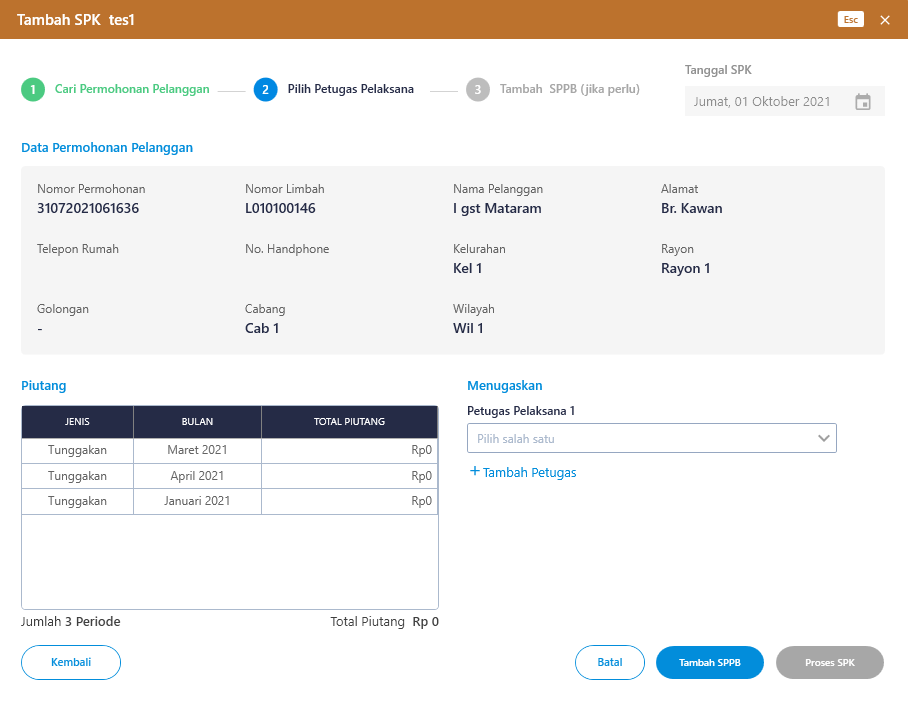 Tambah SPK tes1
Esc
1 Cari Permohonan Pelanggan
2 Pilih Petugas Pelaksana
3 Tambah SPPB (jika perlu)
Tanggal SPK
Jumat, 01 Oktober 2021
Data Permohonan Pelanggan
Nomor Permohonan Nomor Limbah Nama Pelanggan Alamat
31072021061636 L010100146 I gst Mataram Br. Kawan
Telepon Rumah No. Handphone Kelurahan Rayon
Kel 1 Rayon 1
Golongan Cabang Wilayah
- Cab 1 Wil 1
Piutang
JENIS BULAN TOTAL PIUTANG
Tunggakan Maret 2021 Rp0
Tunggakan April 2021 Rp0
Tunggakan Januari 2021 Rp0
Jumlah 3 Periode Total Piutang Rp 0
Menugaskan
Petugas Pelaksana 1
Pilih salah satu
+ Tambah Petugas
Kembali Batal Tambah SPPB Proses SPK